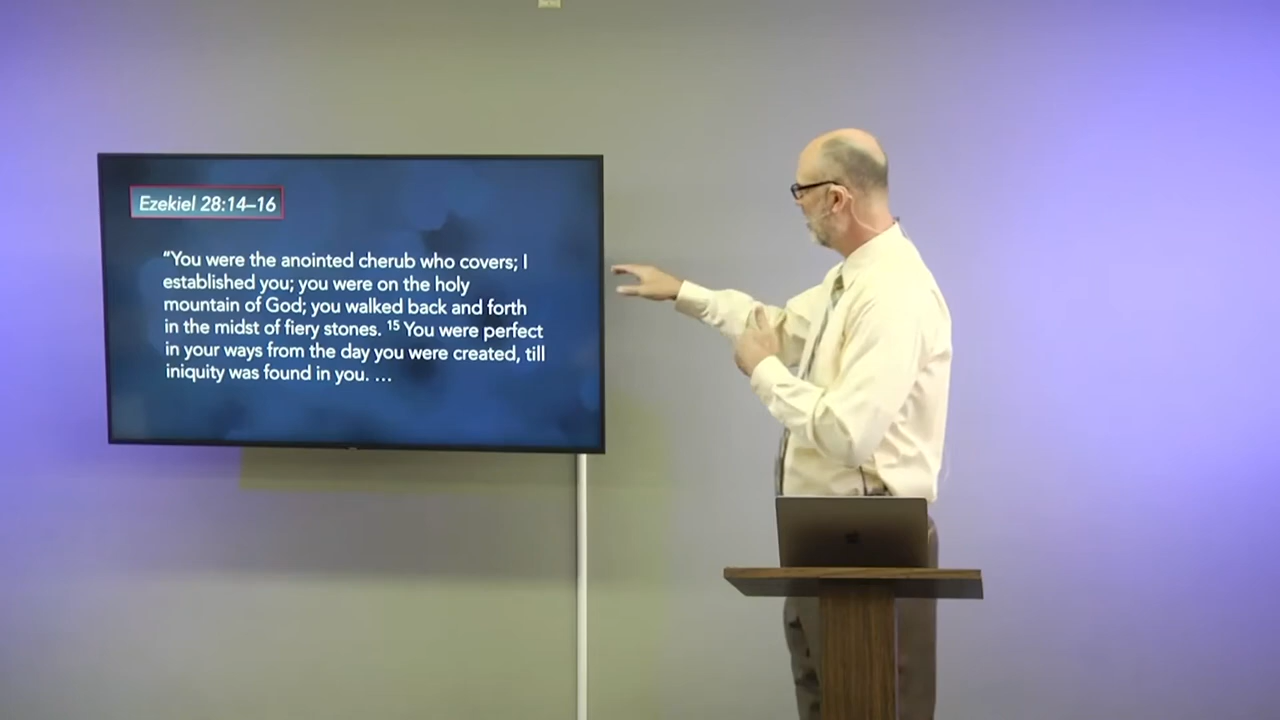 Ezekiel 28:14–16
“You were the anointed cherub who covers; I
established you; you were on the holy
mountain of God; you walked back and forth
in the midst of fiery stones. ¹⁵ You were perfect
in your ways from the day you were created, till
iniquity was found in you. …